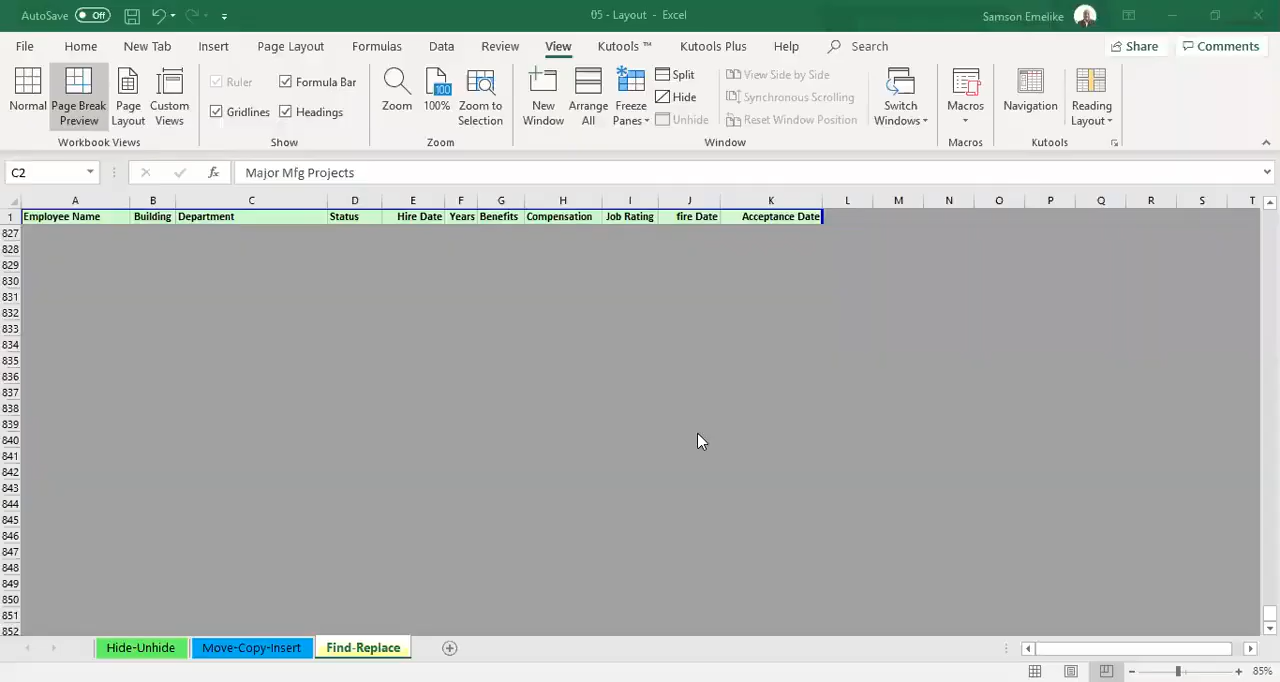 AutoSave Off 05 - Layout - Excel Samson Emelike
File Home New Tab Insert Page Layout Formulas Data Review View Kutools ™ Kutools Plus Help Search Share Comments
Normal Page Break Preview Page Layout Custom Views
Workbook Views
Ruler Formula Bar
Gridlines Headings
Show
Zoom 100% Zoom to Selection
Zoom
New Window Arrange All Freeze Panes
Split
Hide
Unhide
View Side by Side
Synchronous Scrolling
Reset Window Position
Switch Windows
Window
Macros
Macros
Navigation Reading Layout
Kutools
C2 fx Major Mfg Projects
A B C D E F G H I J K L M N O P Q R S T
1 Employee Name Building Department Status Hire Date Years Benefits Compensation Job Rating fire Date Acceptance Date
827
828
829
830
831
832
833
834
835
836
837
838
839
840
841
842
843
844
845
846
847
848
849
850
851
852
Hide-Unhide Move-Copy-Insert Find-Replace
85%